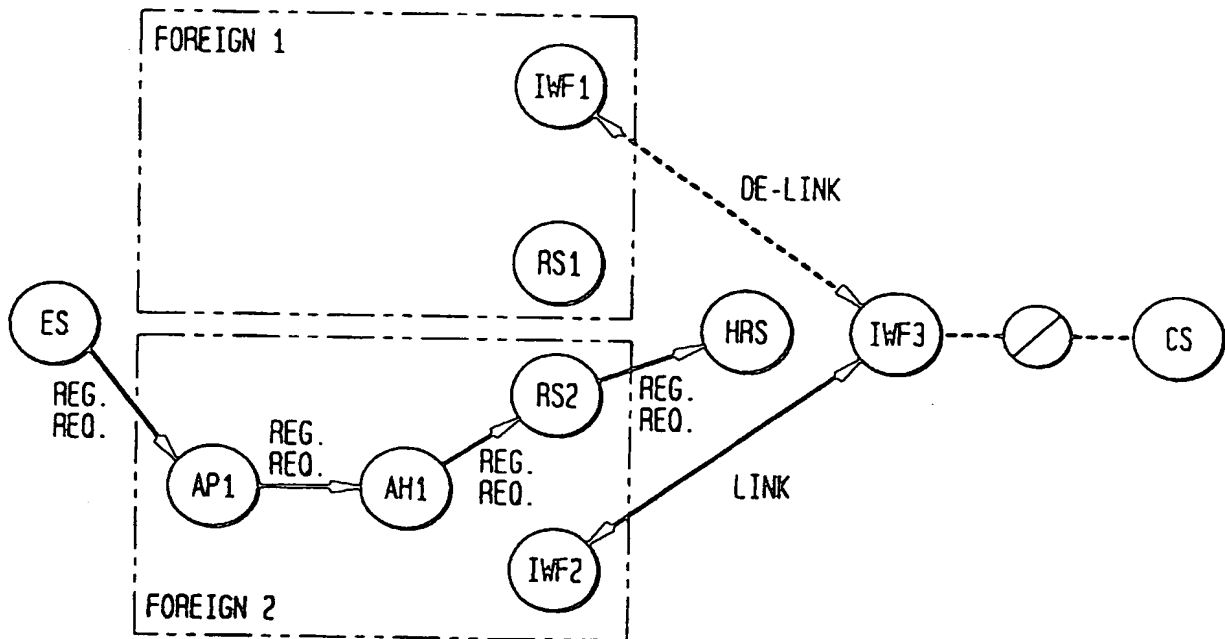 FOREIGN 1
IWF1
DE-LINK
RS1
ES
HRS
IWF3
CS
REG.
REQ.
RS2
REG.
REQ.
REG.
REQ.
AP1
AH1
REG.
REQ.
LINK
IWF2
FOREIGN 2